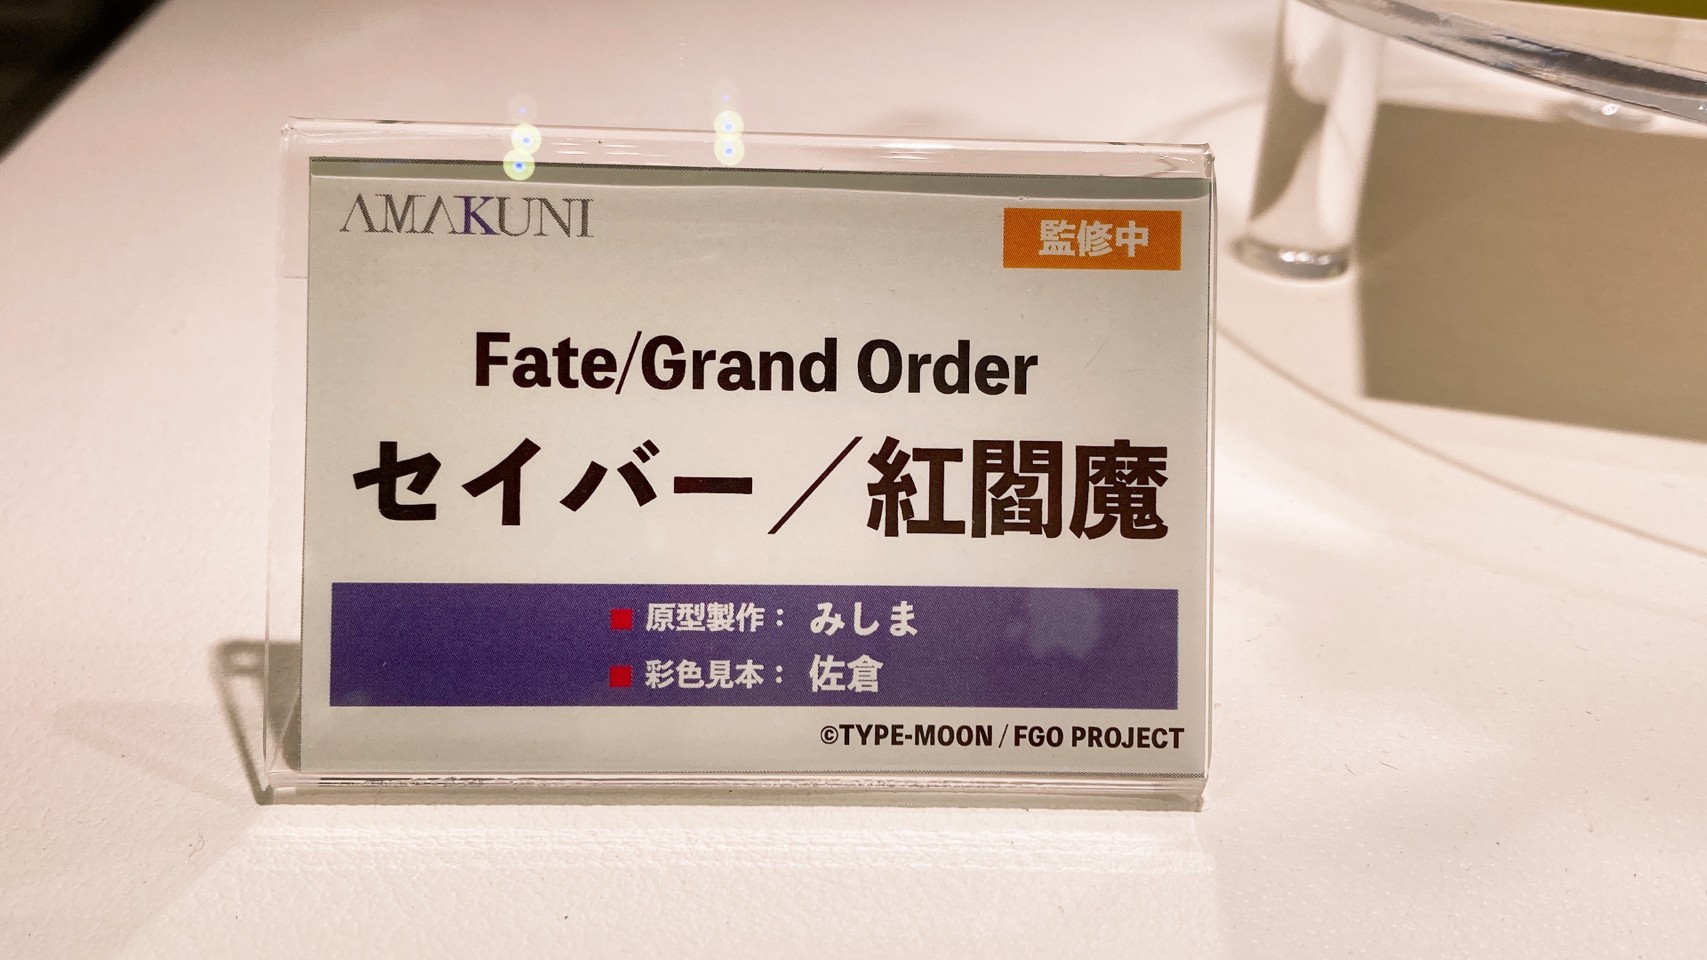 AMAKUNI
監修中
Fate/Grand Order
セイバー／紅閻魔
■ 原型製作： みしま
■ 彩色見本： 佐倉
©TYPE-MOON / FGO PROJECT